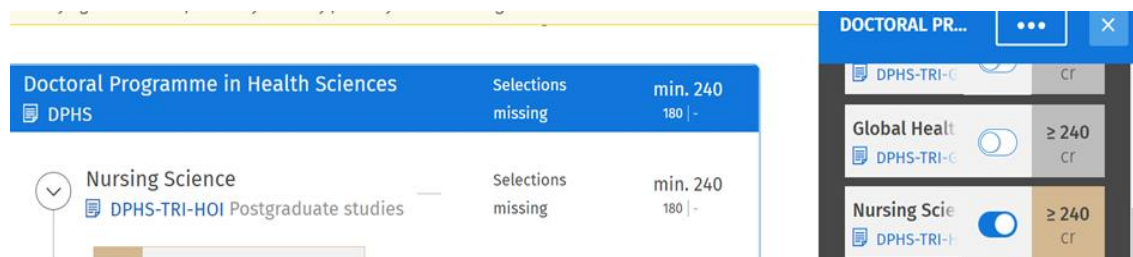 Doctoral Programme in Health Sciences
DPHS
Selections
missing
min. 240
180 | -
Nursing Science
DPHS-TRI-HOI Postgraduate studies
Selections
missing
min. 240
180 | -
DOCTORAL PR...
DPHS-TRI-
cr
Global Healt
DPHS-TRI-
≥ 240
cr
Nursing Scie
DPHS-TRI-
≥ 240
cr